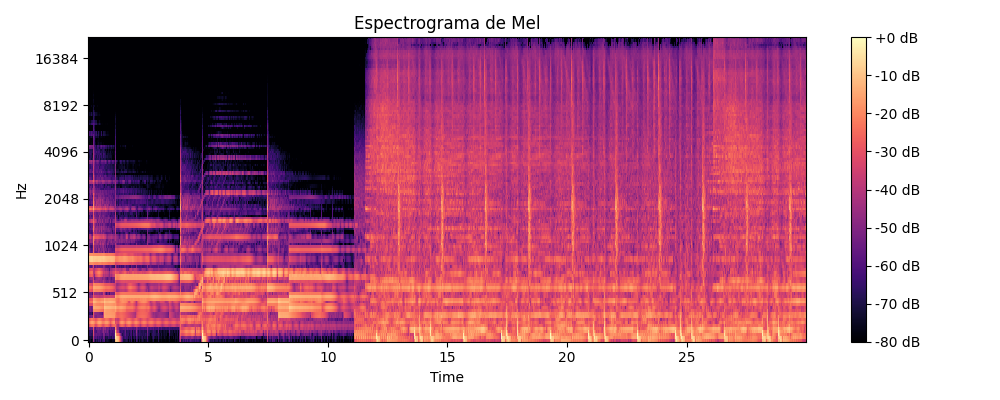 Espectrograma de Mel
Hz
16384
8192
4096
2048
1024
512
0
0 5 10 15 20 25
Time
+0 dB
-10 dB
-20 dB
-30 dB
-40 dB
-50 dB
-60 dB
-70 dB
-80 dB